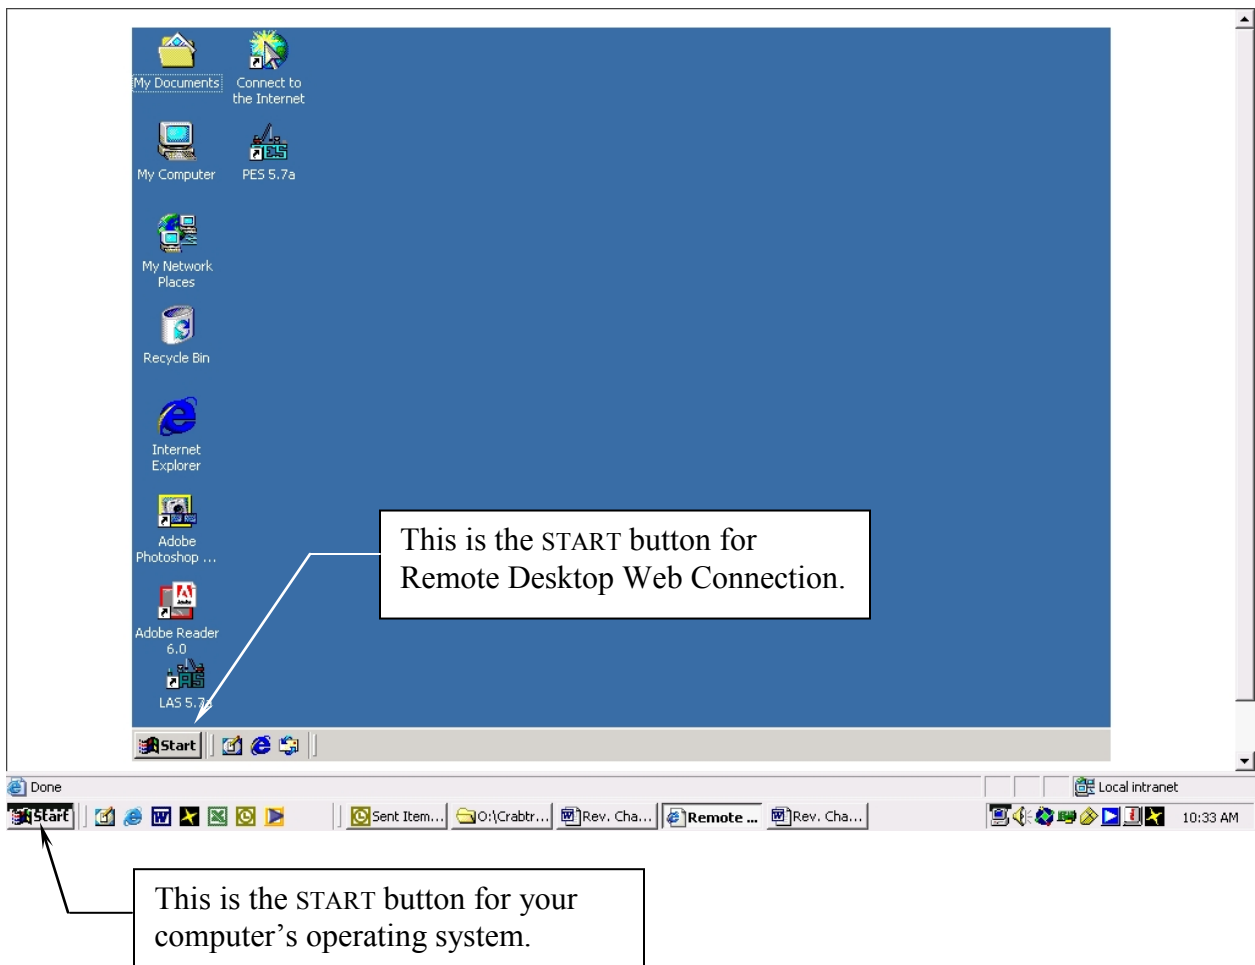 My Documents
Connect to
the Internet
My Computer
PES 5.7a
My Network
Places
Recycle Bin
Internet
Explorer
Adobe
Photoshop ...
Adobe Reader
6.0
LAS 5.7a
This is the START button for
Remote Desktop Web Connection.
Start
Done
Local intranet
Start
Sent Item...
O:\Crabtr...
Rev. Cha...
Remote ...
Rev. Cha...
10:33 AM
This is the START button for your
computer's operating system.